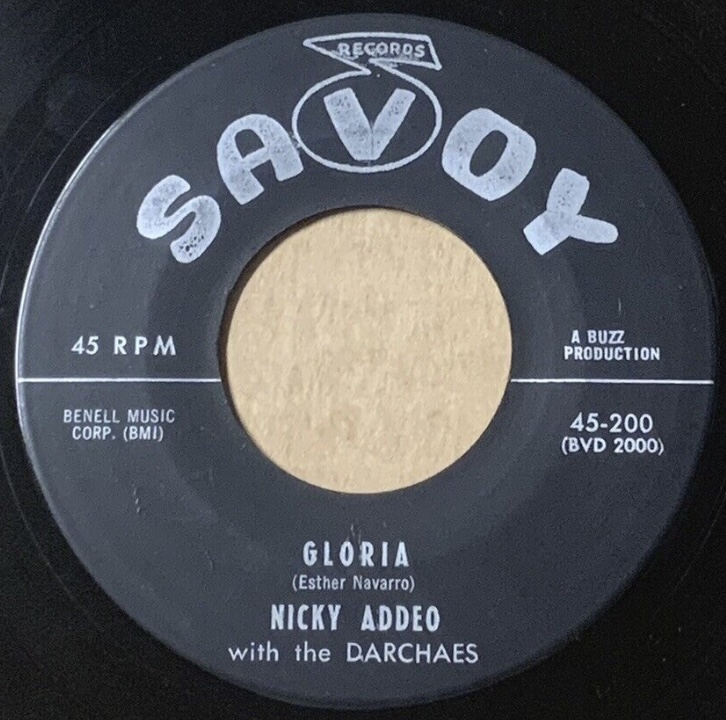 RECORDS
SAVOY
45 RPM
A BUZZ
PRODUCTION
BENELL MUSIC
CORP. (BMI)
45-200
(BVD 2000)
GLORIA
(Esther Navarro)
NICKY ADDEO
with the DARCHAES